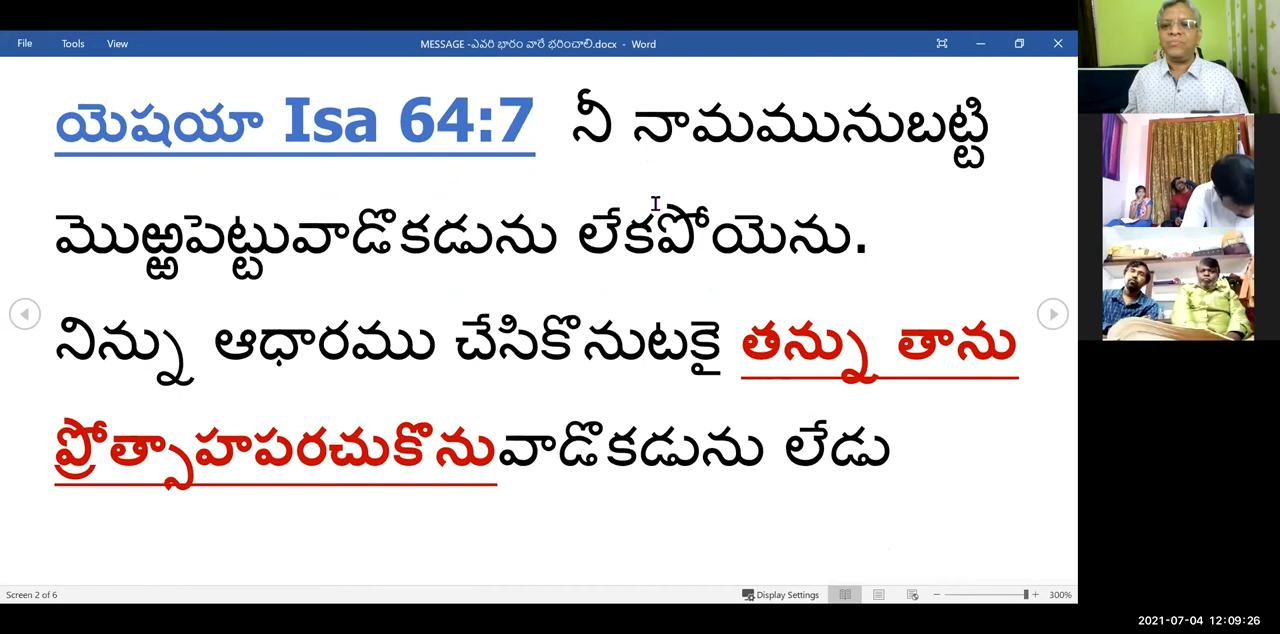 File Tools View MESSAGE -ఎవరి భారం వారే భరించాలి.docx - Word
యెషయా Isa 64:7 నీ నామమునుబట్టి
మొఱ్ఱపెట్టువాడొకడును లేకపోయెను.
నిన్ను ఆధారము చేసికొనుటకై తన్ను తాను
ప్రోత్సాహపరచుకొనువాడొకడును లేడు
Screen 2 of 6 Display Settings 300%
2021-07-04 12:09:26